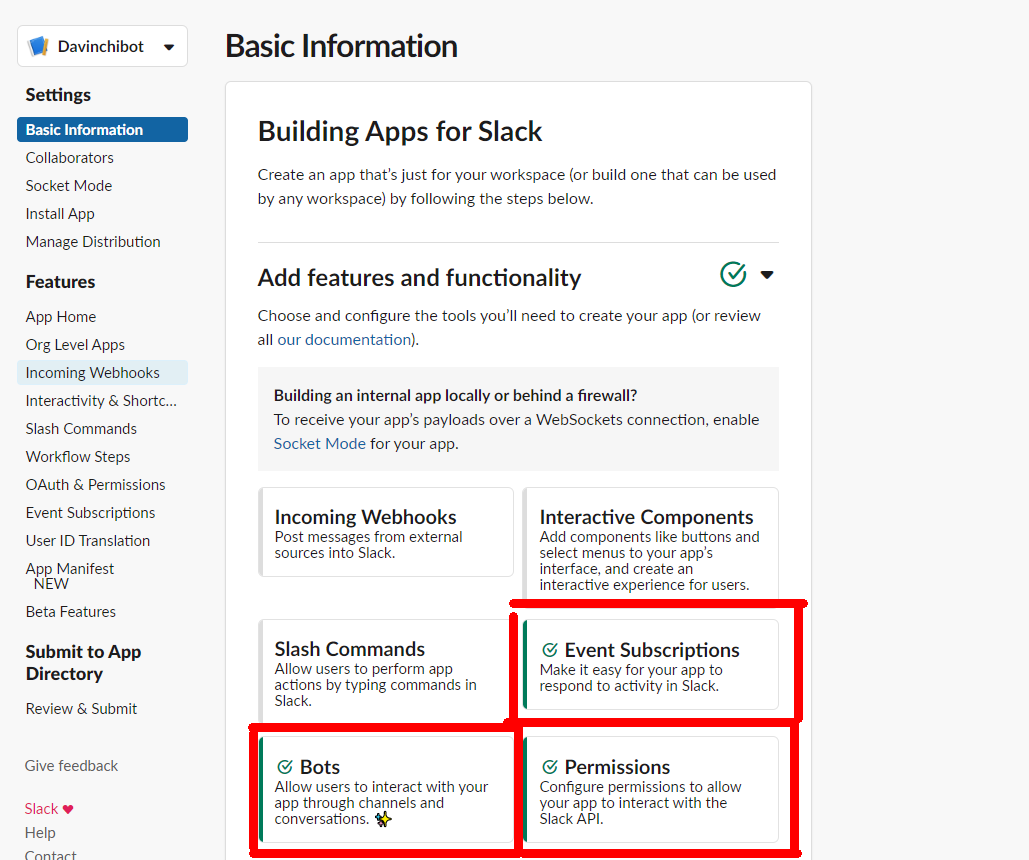 Davinchibot
Settings
Basic Information
Collaborators
Socket Mode
Install App
Manage Distribution
Features
App Home
Org Level Apps
Incoming Webhooks
Interactivity & Shortc...
Slash Commands
Workflow Steps
OAuth & Permissions
Event Subscriptions
User ID Translation
App Manifest
NEW
Beta Features
Submit to App
Directory
Review & Submit
Give feedback
Slack ❤
Help
Contact
Basic Information
Building Apps for Slack
Create an app that’s just for your workspace (or build one that can be used
by any workspace) by following the steps below.
Add features and functionality
Choose and configure the tools you’ll need to create your app (or review
all our documentation).
Building an internal app locally or behind a firewall?
To receive your app’s payloads over a WebSockets connection, enable
Socket Mode for your app.
Incoming Webhooks
Post messages from external
sources into Slack.
Interactive Components
Add components like buttons and
select menus to your app’s
interface, and create an
interactive experience for users.
Slash Commands
Allow users to perform app
actions by typing commands in
Slack.
Event Subscriptions
Make it easy for your app to
respond to activity in Slack.
Bots
Allow users to interact with your
app through channels and
conversations. ✨
Permissions
Configure permissions to allow
your app to interact with the
Slack API.